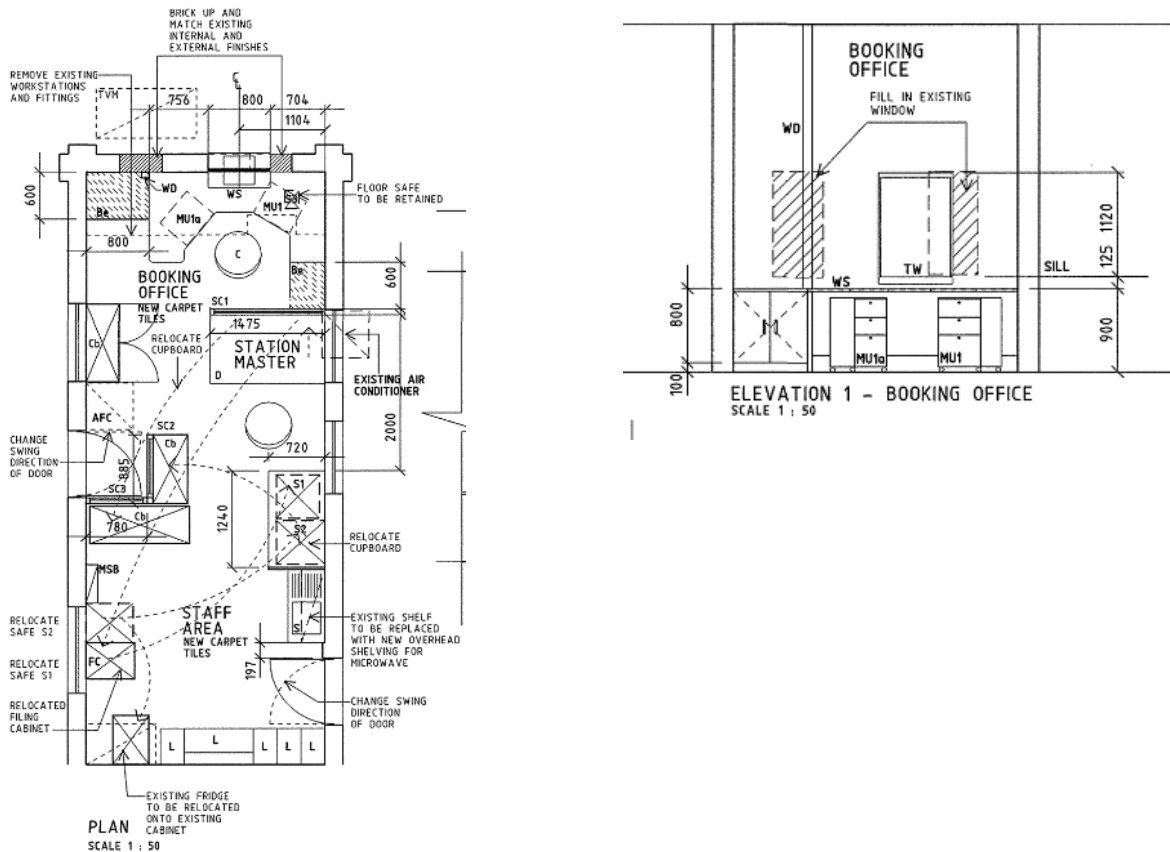 BRICK UP AND
MATCH EXISTING
INTERNAL AND
EXTERNAL FINISHES
REMOVE EXISTING
WORKSTATIONS
AND FITTINGS
TVM
756
800
704
1104
600
WD
WS
FLOOR SAFE
TO BE RETAINED
Be
MU1a
MU1
800
C
BOOKING
OFFICE
NEW CARPET
TILES
Be
600
SC1
1475
RELOCATE
CUPBOARD
STATION
MASTER
Cb
D
EXISTING AIR
CONDITIONER
AFC
SC2
Cb
2000
CHANGE
SWING
DIRECTION
OF DOOR
885
720
SC3
S1
Cb
780
1240
S2
RELOCATE
CUPBOARD
MSB
STAFF
AREA
NEW CARPET
TILES
S
EXISTING SHELF
TO BE REPLACED
WITH NEW OVERHEAD
SHELVING FOR
MICROWAVE
RELOCATE
SAFE S2
RELOCATE
SAFE S1
FC
197
RELOCATED
FILING
CABINET
CHANGE SWING
DIRECTION
OF DOOR
L
L
L
L
L
EXISTING FRIDGE
TO BE RELOCATED
ONTO EXISTING
CABINET
PLAN
SCALE 1 : 50
BOOKING
OFFICE
FILL IN EXISTING
WINDOW
WD
1120
125
TW
SILL
WS
800
900
MU1a
MU1
100
ELEVATION 1 - BOOKING OFFICE
SCALE 1 : 50